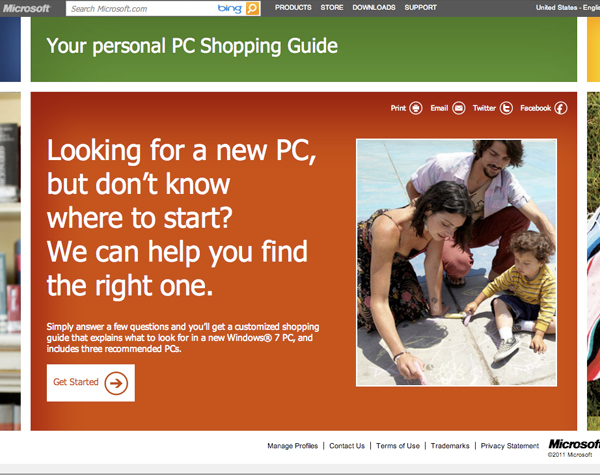 Microsoft Search Microsoft.com bing PRODUCTS STORE DOWNLOADS SUPPORT United States - Engl
Your personal PC Shopping Guide
Print Email Twitter Facebook
Looking for a new PC,
but don't know
where to start?
We can help you find
the right one.
Simply answer a few questions and you'll get a customized shopping
guide that explains what to look for in a new Windows® 7 PC, and
includes three recommended PCs.
Get Started
Manage Profiles | Contact Us | Terms of Use | Trademarks | Privacy Statement Microsoft
©2011 Microsoft